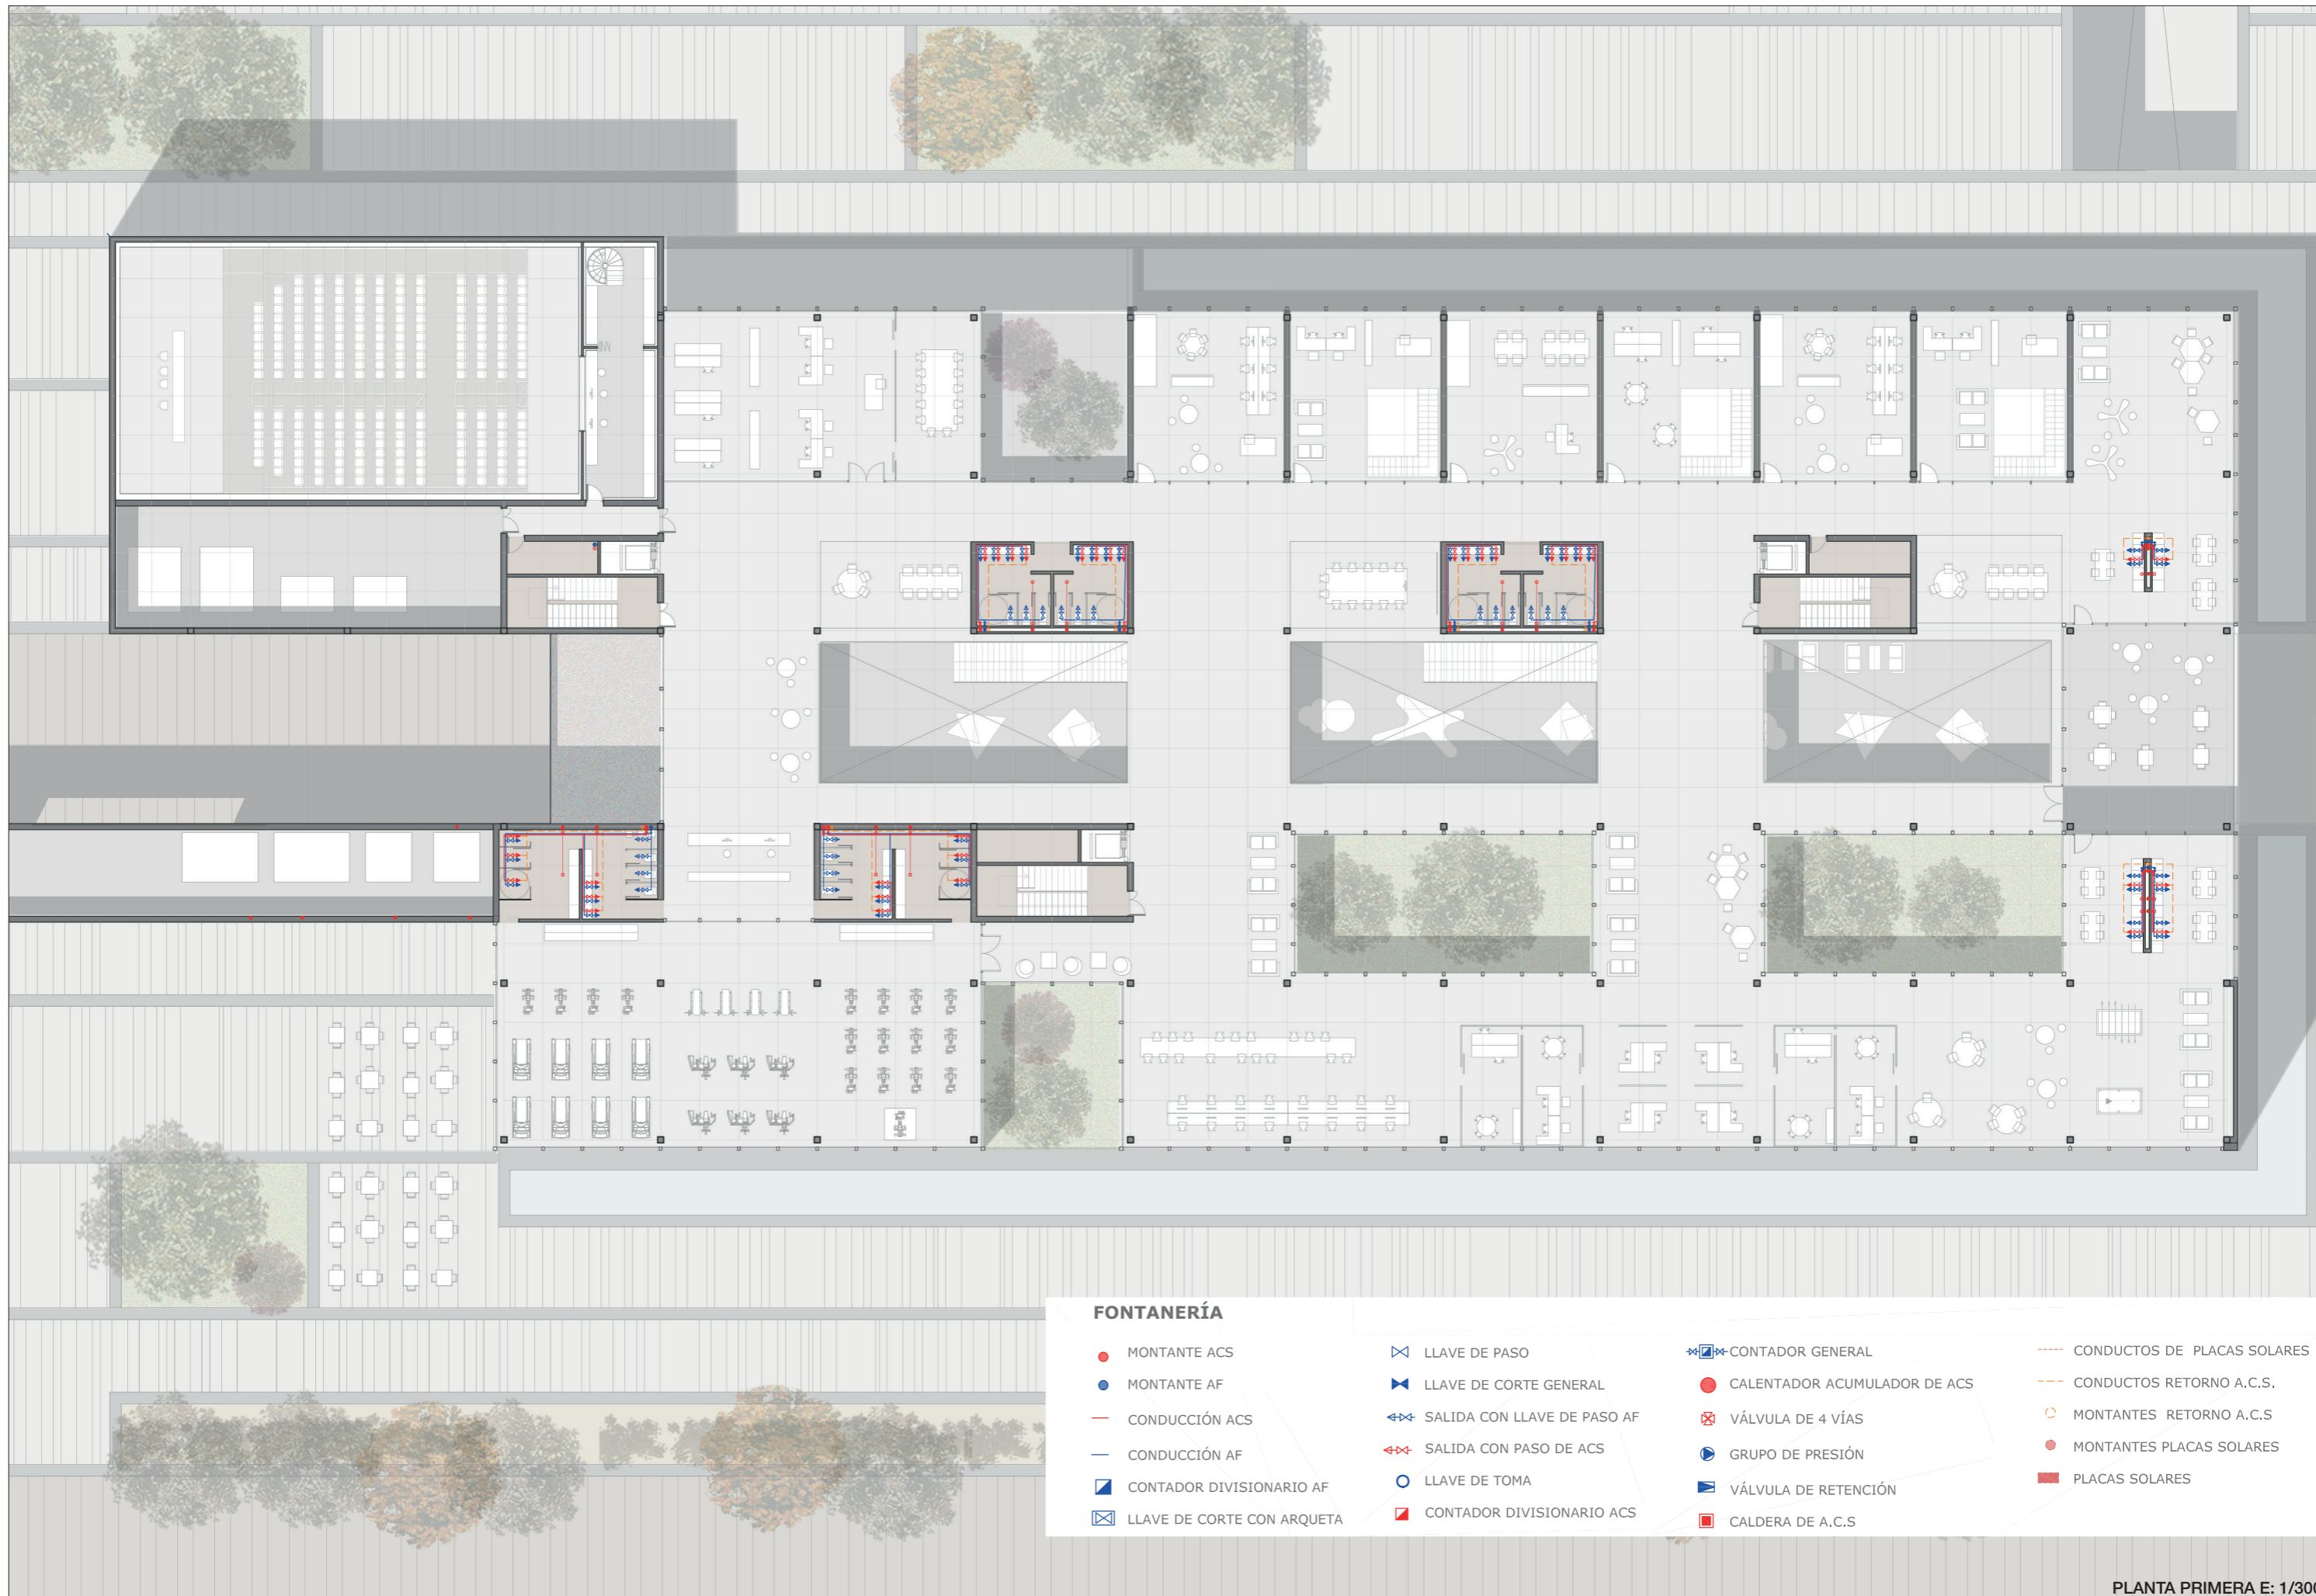 FONTANERÍA
MONTANTE ACS
MONTANTE AF
CONDUCCIÓN ACS
CONDUCCIÓN AF
CONTADOR DIVISIONARIO AF
LLAVE DE CORTE CON ARQUETA
LLAVE DE PASO
LLAVE DE CORTE GENERAL
SALIDA CON LLAVE DE PASO AF
SALIDA CON PASO DE ACS
LLAVE DE TOMA
CONTADOR DIVISIONARIO ACS
CONTADOR GENERAL
CALENTADOR ACUMULADOR DE ACS
VÁLVULA DE 4 VÍAS
GRUPO DE PRESIÓN
VÁLVULA DE RETENCIÓN
CALDERA DE A.C.S
CONDUCTOS DE PLACAS SOLARES
CONDUCTOS RETORNO A.C.S.
MONTANTES RETORNO A.C.S
MONTANTES PLACAS SOLARES
PLACAS SOLARES
PLANTA PRIMERA E: 1/300